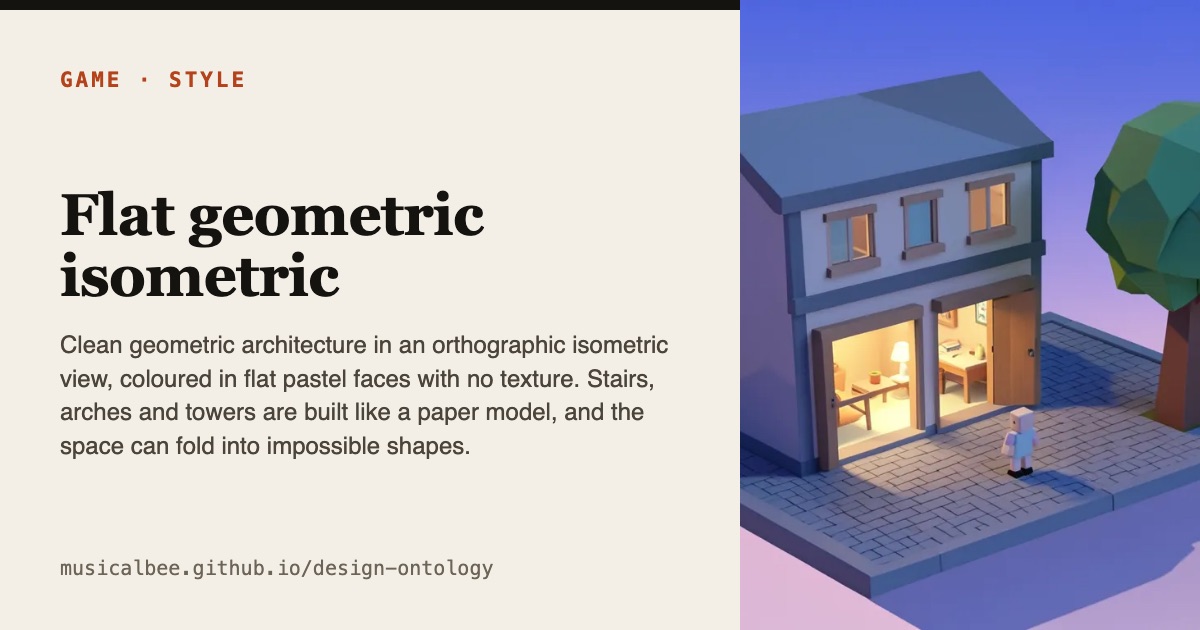 GAME · STYLE
Flat geometric
isometric
Clean geometric architecture in an orthographic isometric
view, coloured in flat pastel faces with no texture. Stairs,
arches and towers are built like a paper model, and the
space can fold into impossible shapes.
musicalbee.github.io/design-ontology